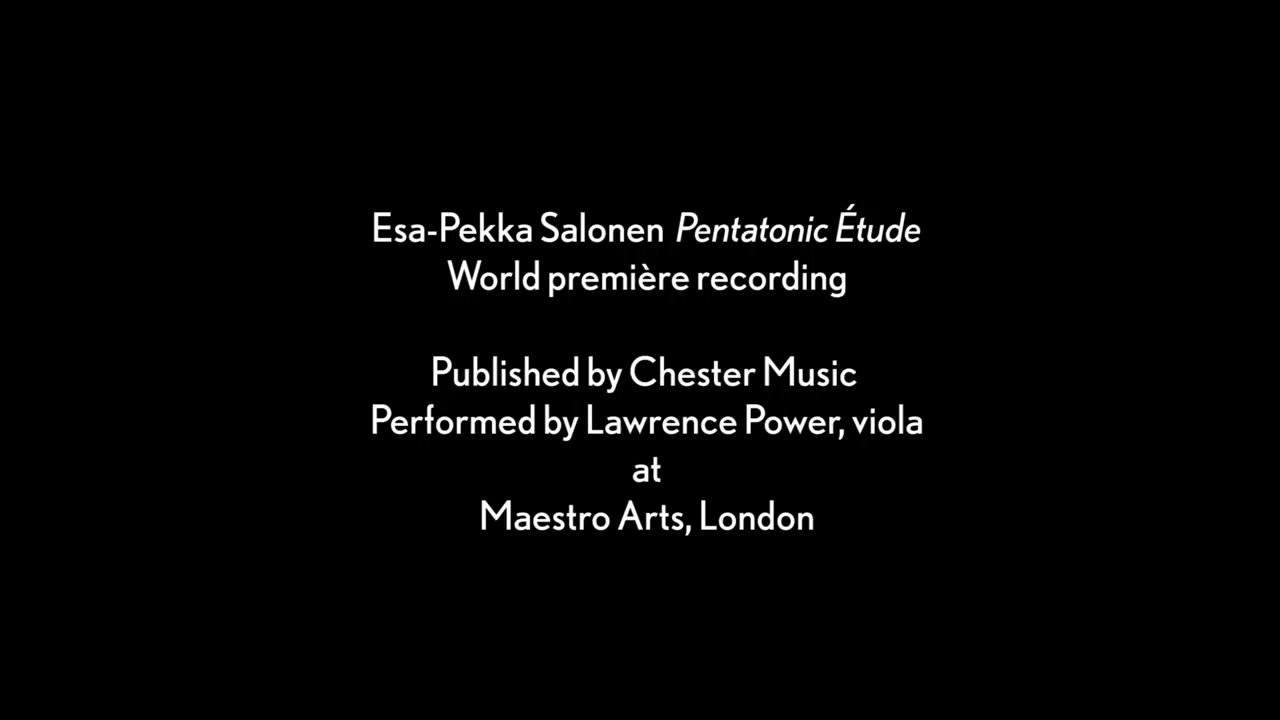 Esa-Pekka Salonen Pentatonic Étude
World première recording
Published by Chester Music
Performed by Lawrence Power, viola
at
Maestro Arts, London